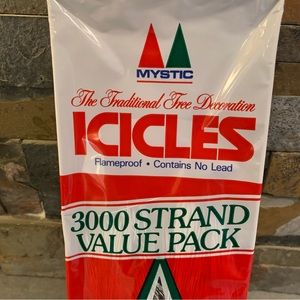 MYSTIC
The Traditional Tree Decoration
ICICLES
Flameproof • Contains No Lead
3000 STRAND
VALUE PACK